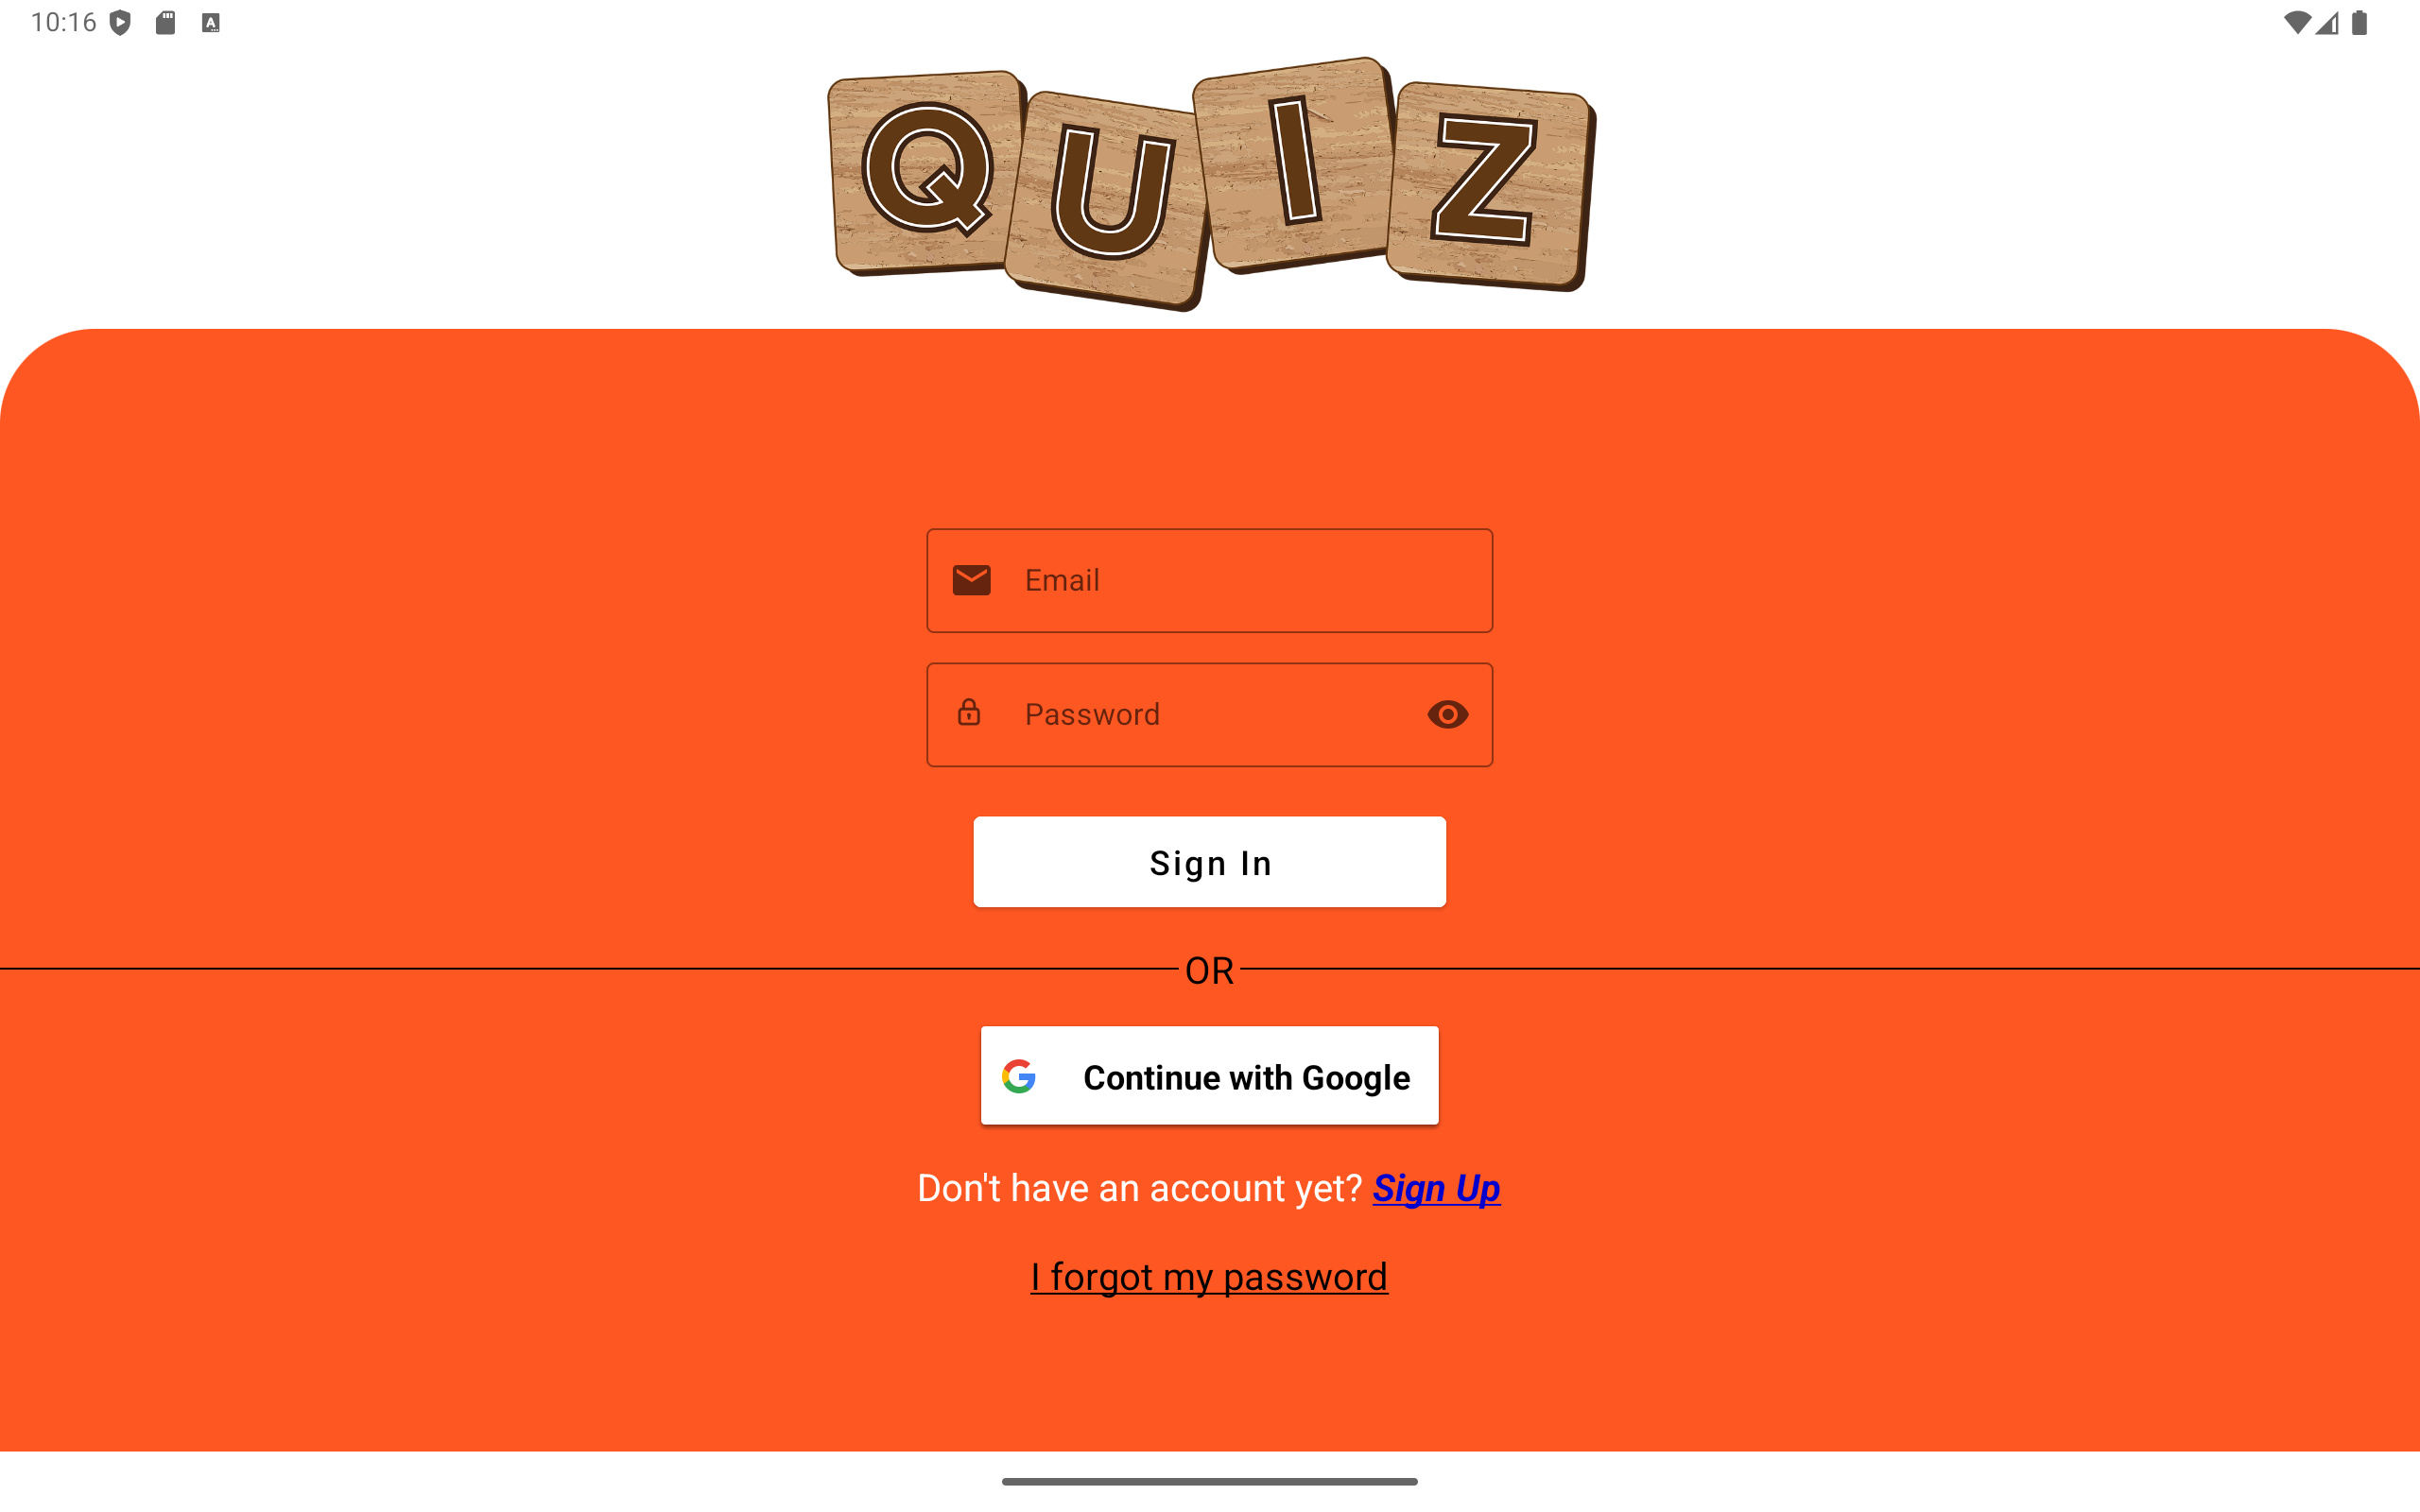 10:16
QUIZ
Email
Password
Sign In
OR
Continue with Google
Don't have an account yet? Sign Up
I forgot my password